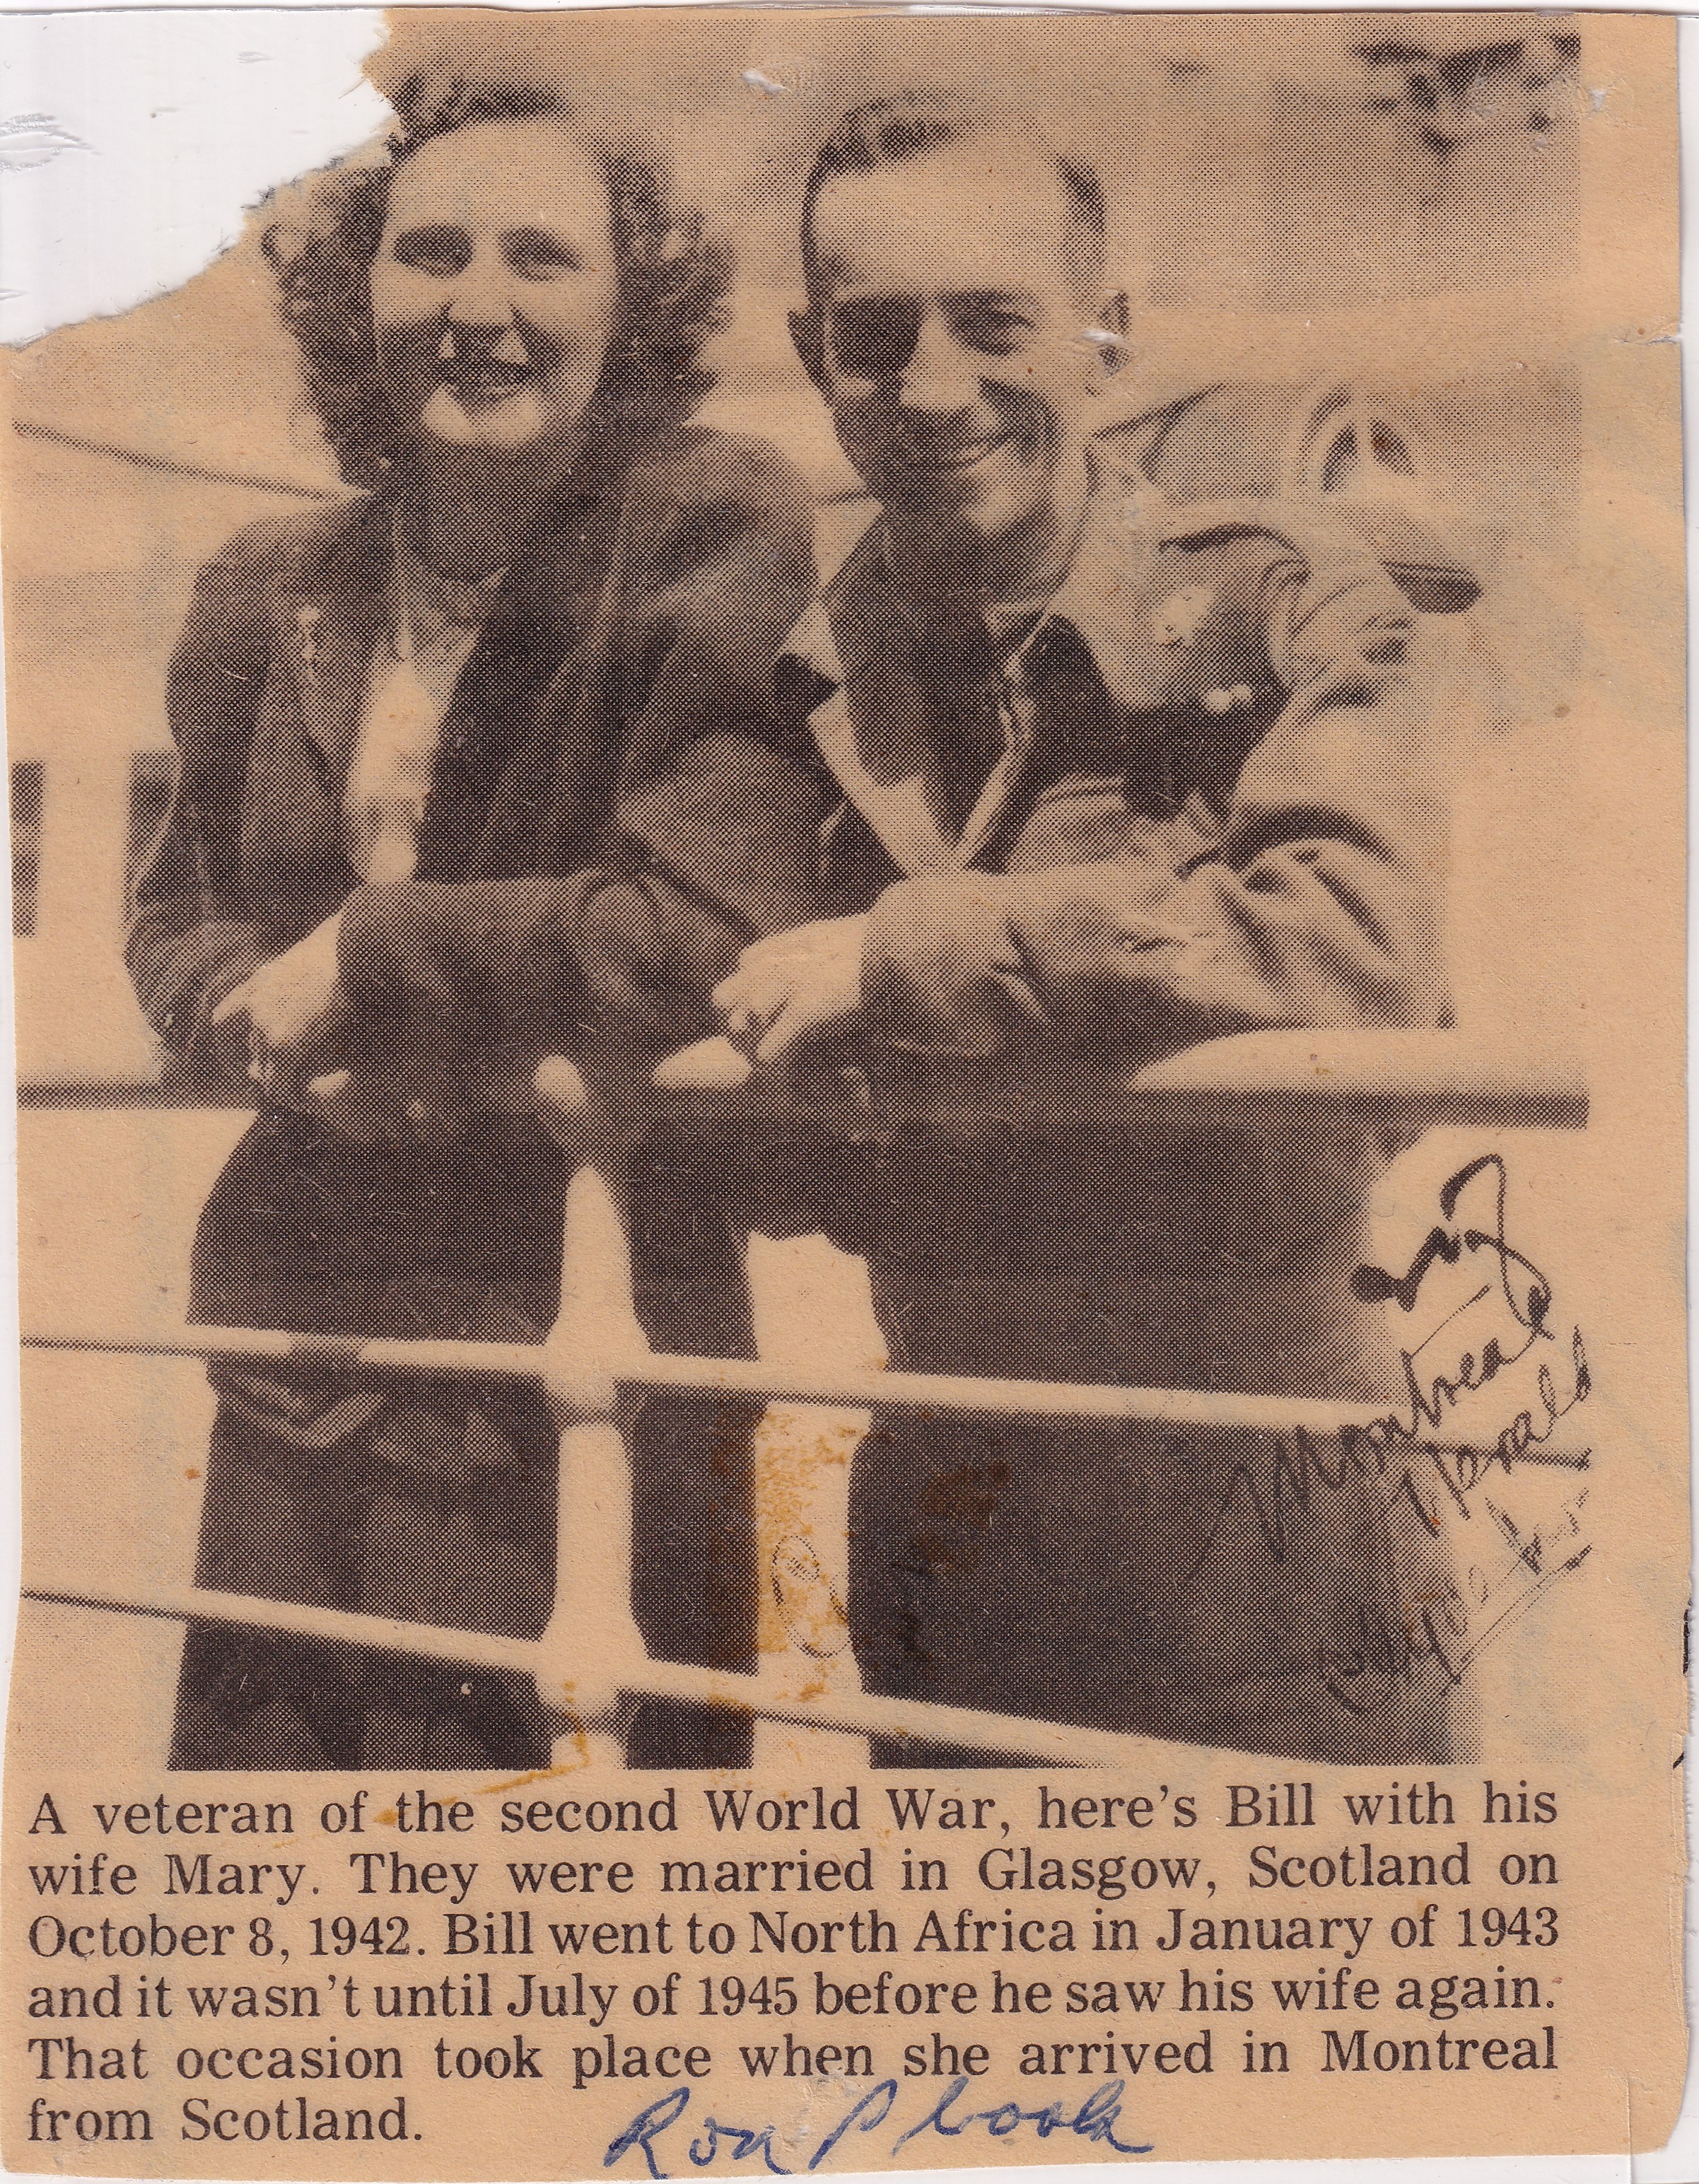 Montreal
Herald
A veteran of the second World War, here's Bill with his
wife Mary. They were married in Glasgow, Scotland on
October 8, 1942. Bill went to North Africa in January of 1943
and it wasn't until July of 1945 before he saw his wife again.
That occasion took place when she arrived in Montreal
from Scotland.
Ron